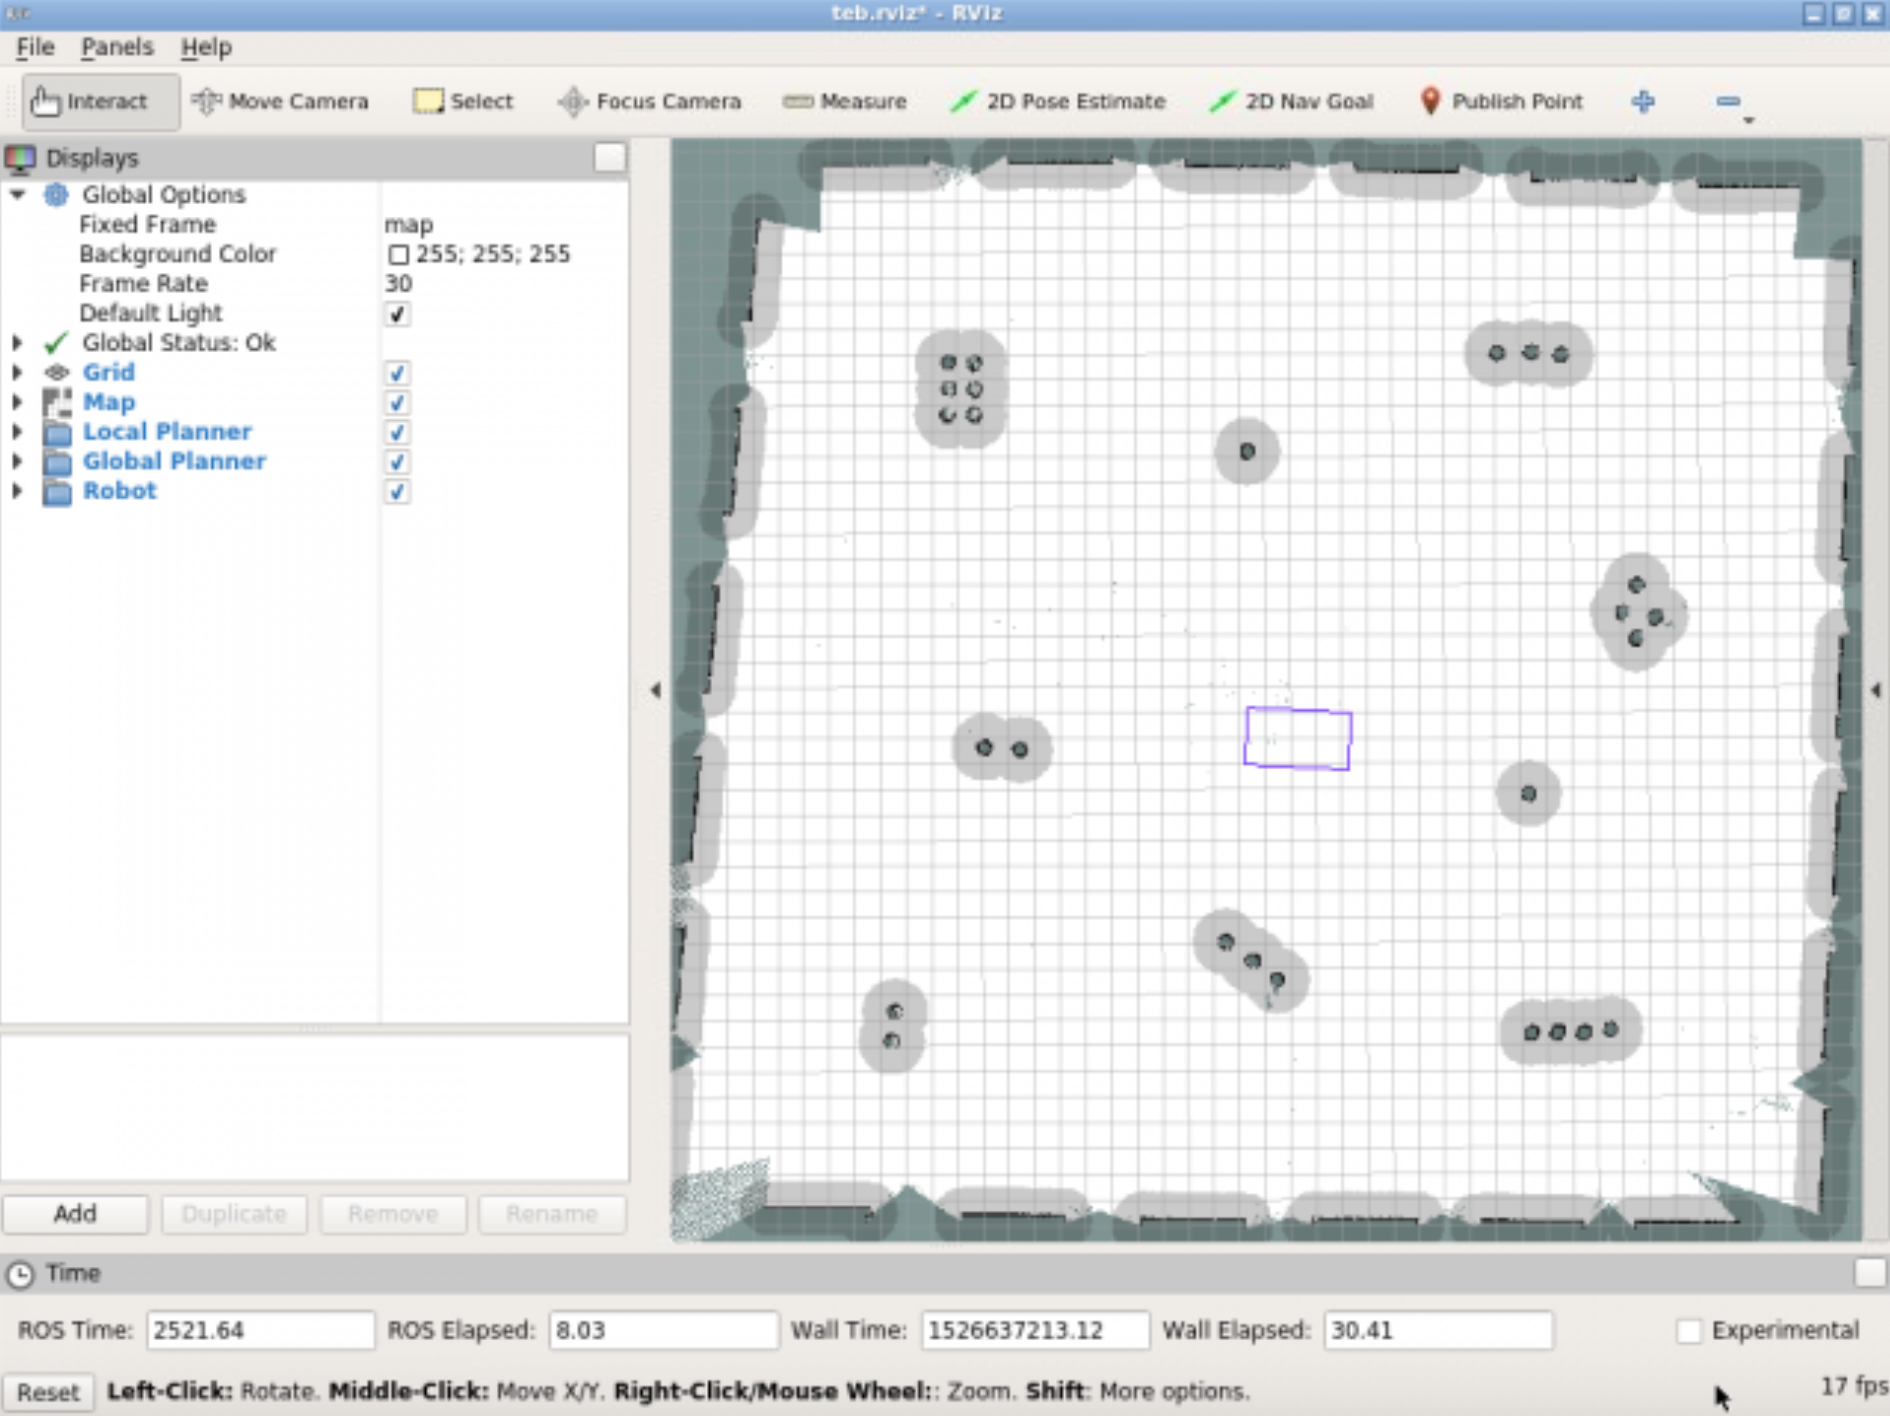 teb.rviz* - RViz
File Panels Help
Interact Move Camera Select Focus Camera Measure 2D Pose Estimate 2D Nav Goal Publish Point
Displays
Global Options
Fixed Frame map
Background Color 255; 255; 255
Frame Rate 30
Default Light
Global Status: Ok
Grid
Map
Local Planner
Global Planner
Robot
Add Duplicate Remove Rename
Time
ROS Time: 2521.64 ROS Elapsed: 8.03 Wall Time: 1526637213.12 Wall Elapsed: 30.41 Experimental
Reset Left-Click: Rotate. Middle-Click: Move X/Y. Right-Click/Mouse Wheel:: Zoom. Shift: More options. 17 fps